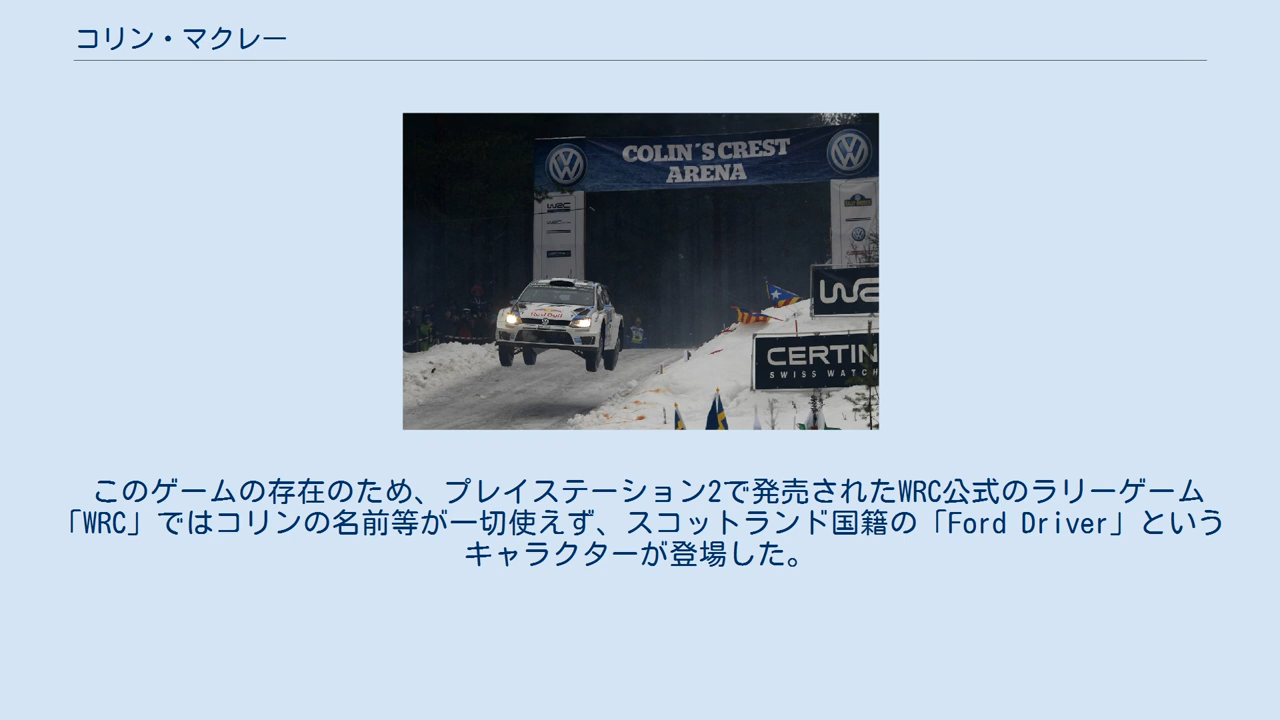 コリン・マクレー
COLIN´S CREST
ARENA
WRC
Red Bull
CERTIN
SWISS WATCH
このゲームの存在のため、プレイステーション2で発売されたWRC公式のラリーゲーム
「WRC」ではコリンの名前等が一切使えず、スコットランド国籍の「Ford Driver」という
キャラクターが登場した。